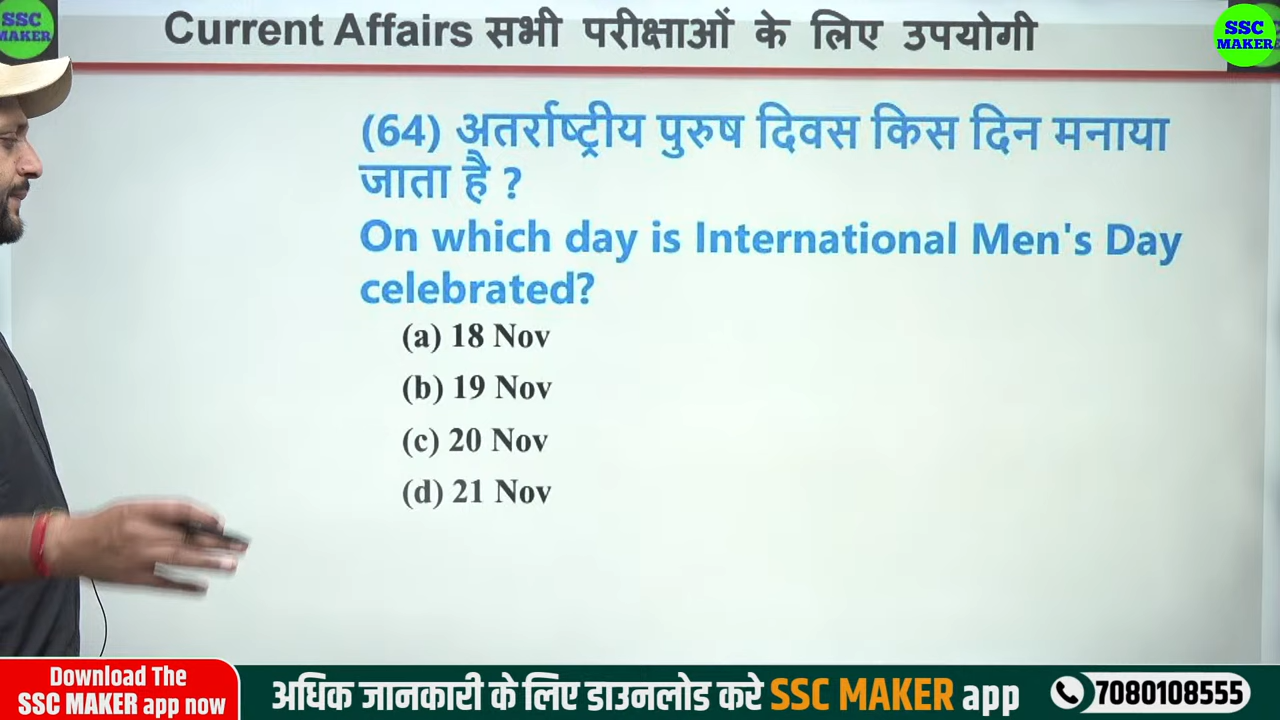 SSC
MAKER
Current Affairs सभी परीक्षाओं के लिए उपयोगी
SSC
MAKER
(64) अतर्राष्ट्रीय पुरुष दिवस किस दिन मनाया
जाता है ?
On which day is International Men's Day
celebrated?
(a) 18 Nov
(b) 19 Nov
(c) 20 Nov
(d) 21 Nov
Download The
SSC MAKER app now
अधिक जानकारी के लिए डाउनलोड करे SSC MAKER app
7080108555